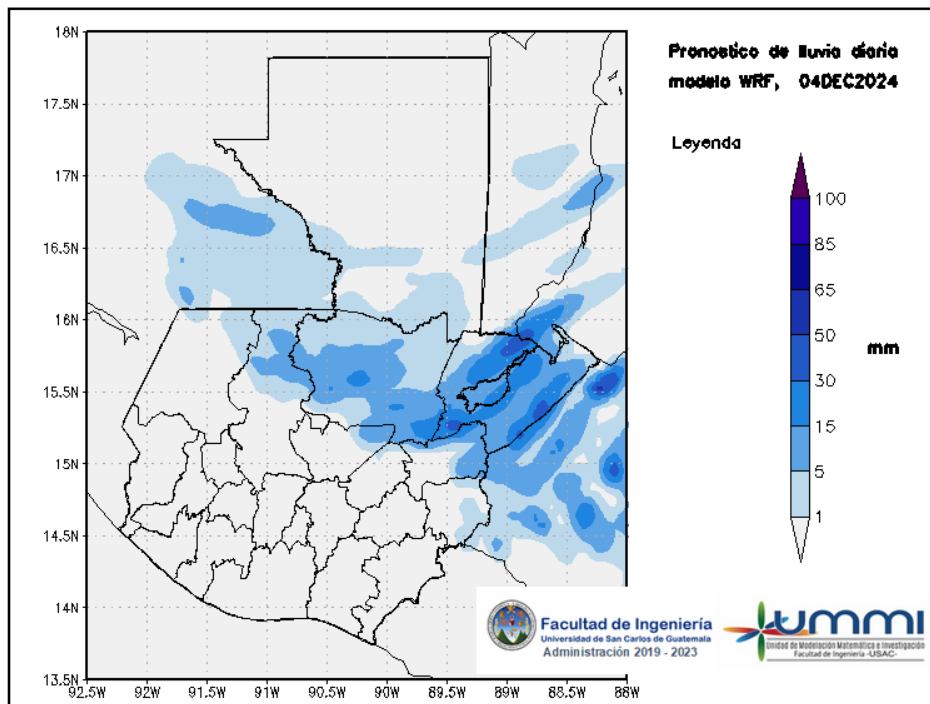 Pronostico de lluvia diaria
modelo WRF, 04DEC2024
Leyenda
100
85
65
50
30
15
5
1
mm
18N
17.5N
17N
16.5N
16N
15.5N
15N
14.5N
14N
13.5N
92.5W
92W
91.5W
91W
90.5W
90W
89.5W
89W
88.5W
88W
Facultad de Ingeniería
Universidad de San Carlos de Guatemala
Administración 2019 - 2023
ummi
Unidad de Modelación Matemática e Investigación
Facultad de Ingeniería -USAC-